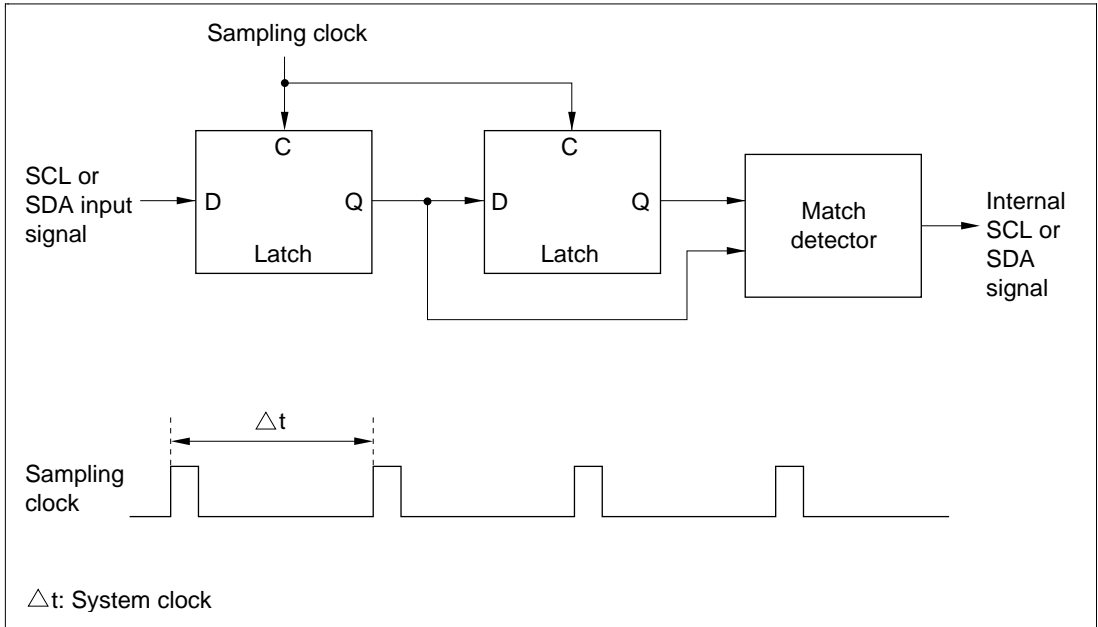 Sampling clock
C
C
SCL or
SDA input
signal
D
Q
D
Q
Latch
Latch
Match
detector
Internal
SCL or
SDA
signal
△t
Sampling
clock
△t: System clock